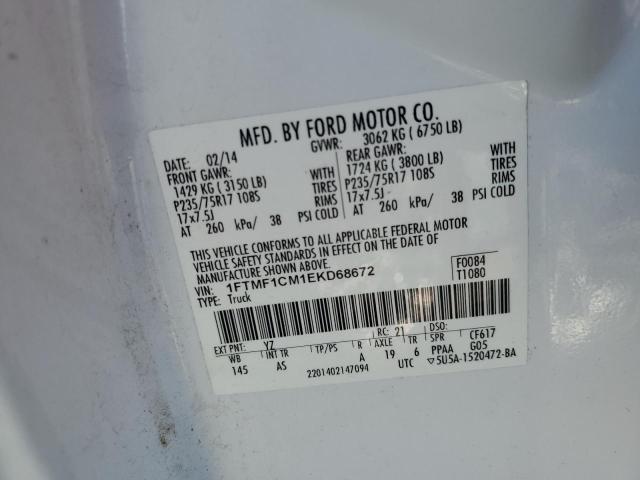 MFD. BY FORD MOTOR CO.
DATE: 02/14 GVWR: 3062 KG ( 6750 LB)
FRONT GAWR: REAR GAWR:
1429 KG ( 3150 LB) WITH 1724 KG ( 3800 LB) WITH
P235/75R17 108S TIRES P235/75R17 108S TIRES
17x7.5J RIMS 17x7.5J RIMS
AT 260 kPa/ 38 PSI COLD AT 260 kPa/ 38 PSI COLD
THIS VEHICLE CONFORMS TO ALL APPLICABLE FEDERAL MOTOR
VEHICLE SAFETY STANDARDS IN EFFECT ON THE DATE OF
MANUFACTURE SHOWN ABOVE.
VIN: 1FTMF1CM1EKD68672 F0084
TYPE: Truck T1080
EXT PNT: YZ RC: 21 DSO:
WB INT TR TP/PS R AXLE TR SPR CF617
145 AS A 19 6 PPAA G05
2201402147094 UTC ▽5U5A-1520472-BA